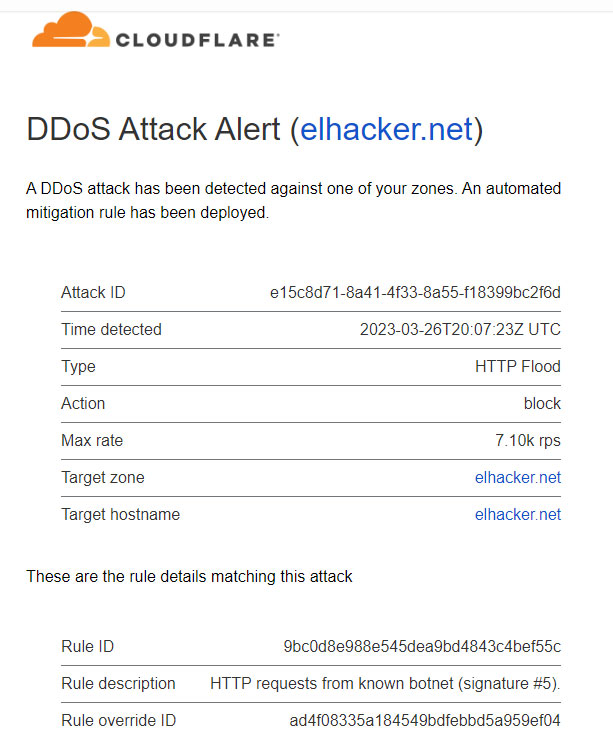 CLOUDFLARE
DDoS Attack Alert (elhacker.net)
A DDoS attack has been detected against one of your zones. An automated
mitigation rule has been deployed.
Attack ID e15c8d71-8a41-4f33-8a55-f18399bc2f6d
Time detected 2023-03-26T20:07:23Z UTC
Type HTTP Flood
Action block
Max rate 7.10k rps
Target zone elhacker.net
Target hostname elhacker.net
These are the rule details matching this attack
Rule ID 9bc0d8e988e545dea9bd4843c4bef55c
Rule description HTTP requests from known botnet (signature #5).
Rule override ID ad4f08335a184549bdfebbd5a959ef04